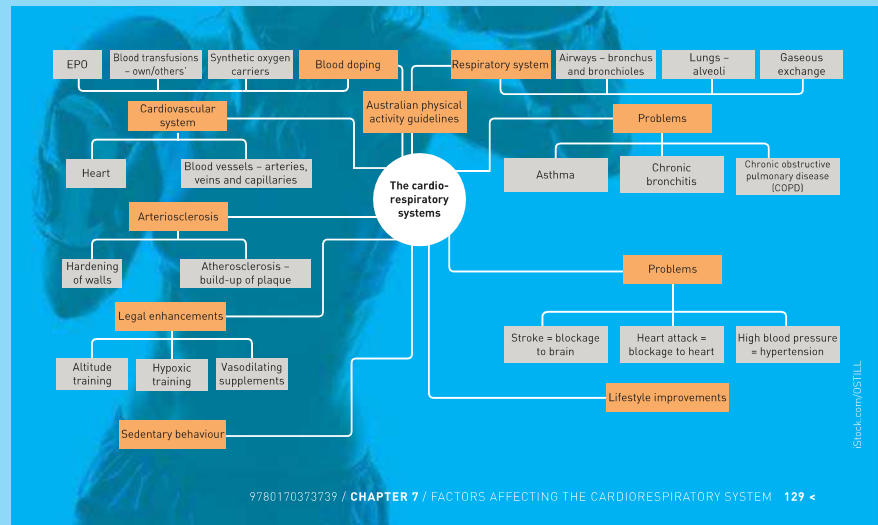 EPO
Blood transfusions
– own/others’
Synthetic oxygen
carriers
Blood doping
Respiratory system
Airways – bronchus
and bronchioles
Lungs –
alveoli
Gaseous
exchange
Cardiovascular
system
Australian physical
activity guidelines
Problems
Heart
Blood vessels – arteries,
veins and capillaries
The cardio-
respiratory
systems
Asthma
Chronic
bronchitis
Chronic obstructive
pulmonary disease
(COPD)
Arteriosclerosis
Hardening
of walls
Atherosclerosis –
build-up of plaque
Problems
Legal enhancements
Stroke = blockage
to brain
Heart attack =
blockage to heart
High blood pressure
= hypertension
Altitude
training
Hypoxic
training
Vasodilating
supplements
Lifestyle improvements
Sedentary behaviour
iStock.com/OSTILL
9780170373739 / CHAPTER 7 / FACTORS AFFECTING THE CARDIORESPIRATORY SYSTEM 129 <